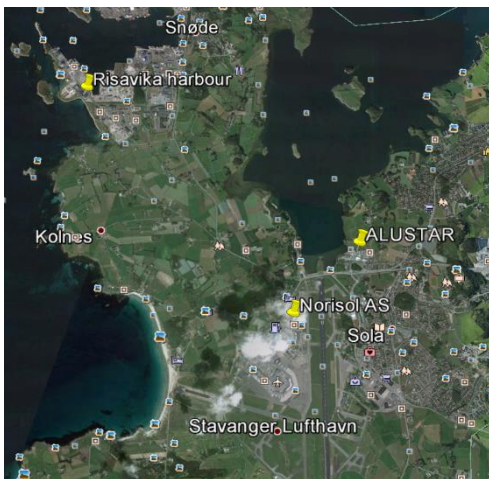 Snøde
Risavika harbour
Kolnes
ALUSTAR
Norisol AS
Sola
Stavanger Lufthavn